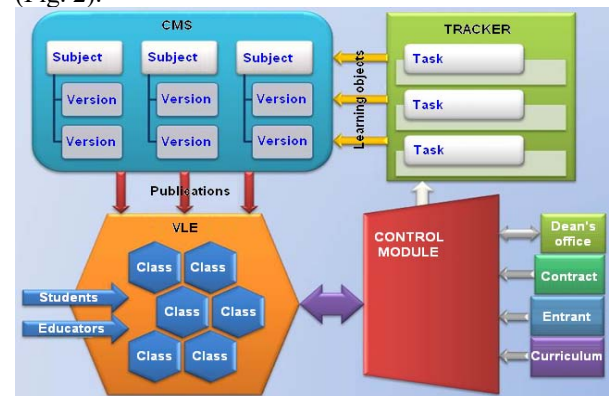 (Fig. 2).
CMS
Subject
Subject
Subject
Version
Version
Version
Version
Version
Version
Learning objects
TRACKER
Task
Task
Task
Publications
VLE
Class
Class
Class
Class
Class
Class
Students
Educators
CONTROL
MODULE
Dean's
office
Contract
Entrant
Curriculum